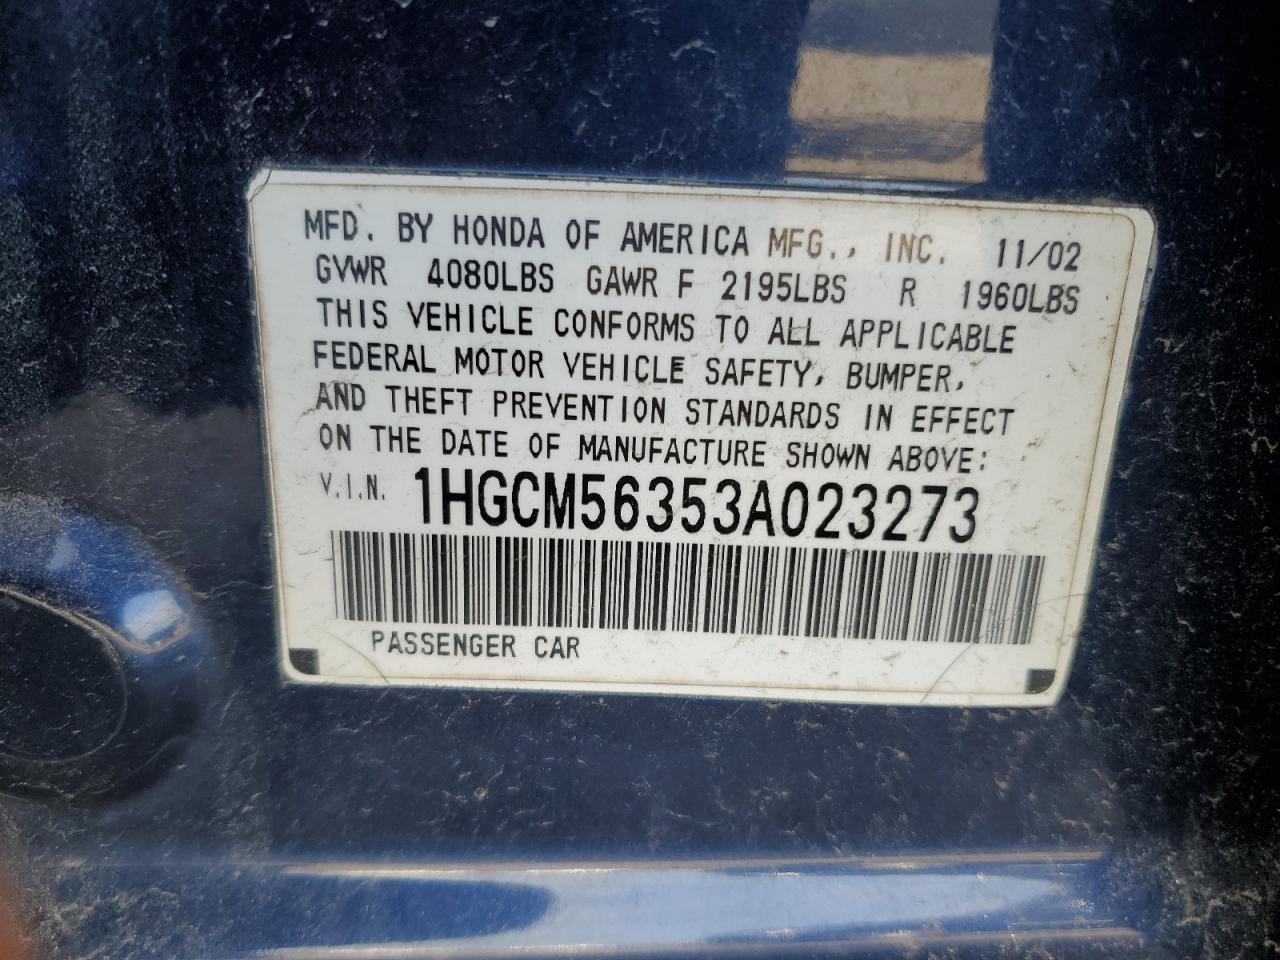 MFD. BY HONDA OF AMERICA MFG., INC. 11/02
GVWR 4080LBS GAWR F 2195LBS R 1960LBS
THIS VEHICLE CONFORMS TO ALL APPLICABLE
FEDERAL MOTOR VEHICLE SAFETY, BUMPER,
AND THEFT PREVENTION STANDARDS IN EFFECT
ON THE DATE OF MANUFACTURE SHOWN ABOVE:
V.I.N. 1HGCM56353A023273
PASSENGER CAR